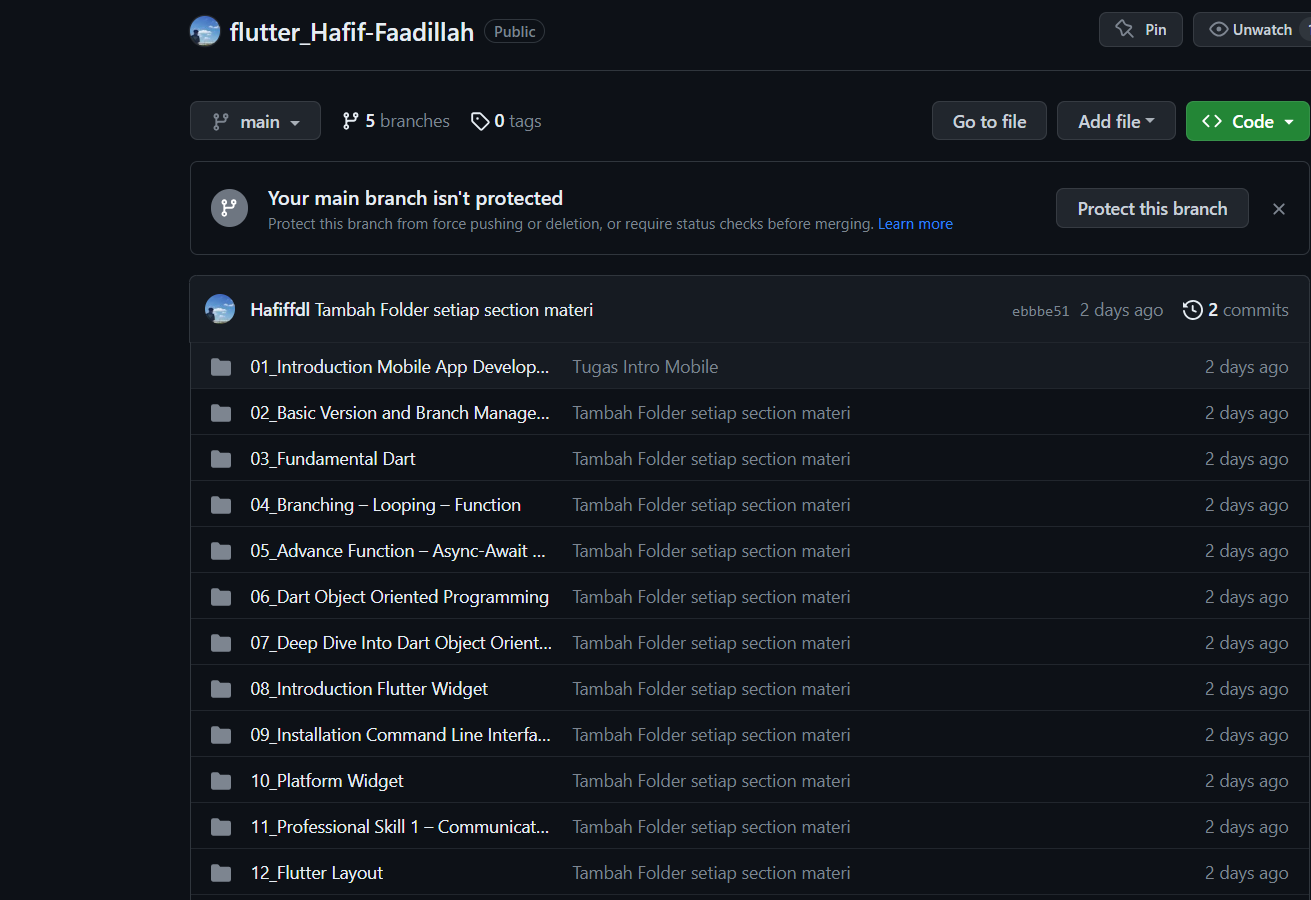 flutter_Hafif-Faadillah Public Pin Unwatch
main 5 branches 0 tags Go to file Add file Code
Your main branch isn't protected
Protect this branch from force pushing or deletion, or require status checks before merging. Learn more
Protect this branch
Hafiffdl Tambah Folder setiap section materi ebbbe51 2 days ago 2 commits
01_Introduction Mobile App Develop... Tugas Intro Mobile 2 days ago
02_Basic Version and Branch Manage... Tambah Folder setiap section materi 2 days ago
03_Fundamental Dart Tambah Folder setiap section materi 2 days ago
04_Branching – Looping – Function Tambah Folder setiap section materi 2 days ago
05_Advance Function – Async-Await ... Tambah Folder setiap section materi 2 days ago
06_Dart Object Oriented Programming Tambah Folder setiap section materi 2 days ago
07_Deep Dive Into Dart Object Orient... Tambah Folder setiap section materi 2 days ago
08_Introduction Flutter Widget Tambah Folder setiap section materi 2 days ago
09_Installation Command Line Interfa... Tambah Folder setiap section materi 2 days ago
10_Platform Widget Tambah Folder setiap section materi 2 days ago
11_Professional Skill 1 – Communicat... Tambah Folder setiap section materi 2 days ago
12_Flutter Layout Tambah Folder setiap section materi 2 days ago